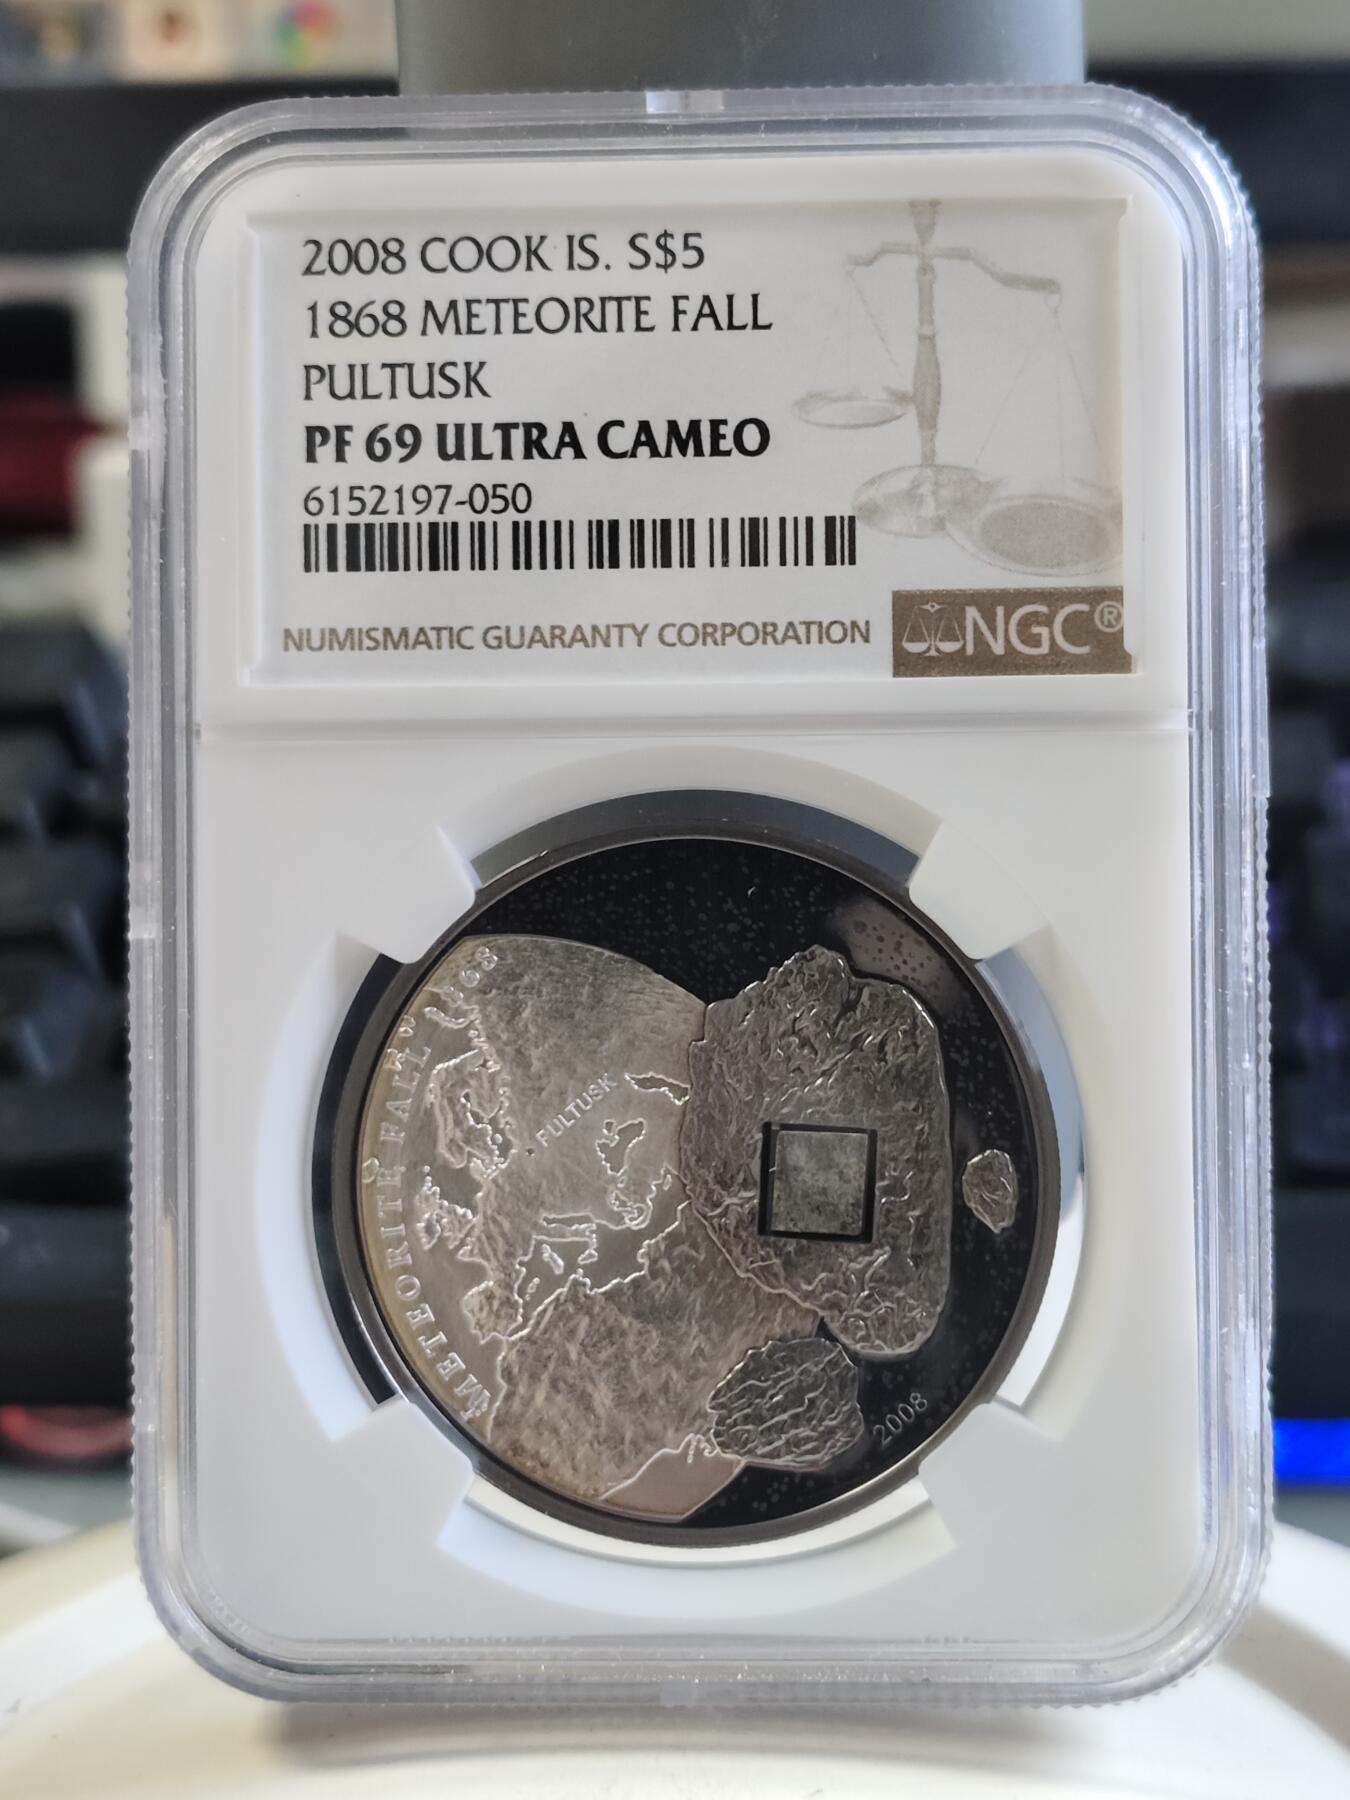 2008 COOK IS. S$5
1868 METEORITE FALL
PULTUSK
PF 69 ULTRA CAMEO
6152197-050
NUMISMATIC GUARANTY CORPORATION
NGC®
METEORITE FALL 1868
PULTUSK
2008